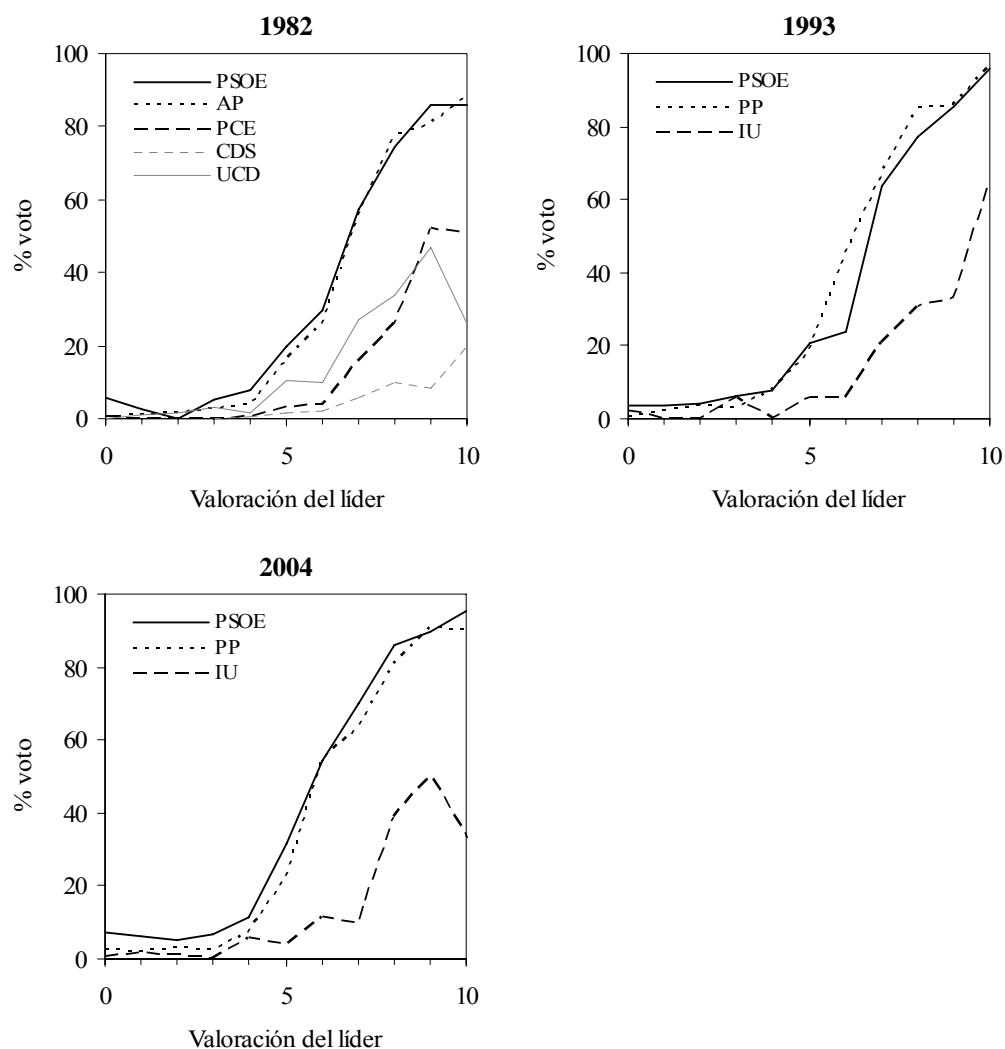 1982
100
80
60
40
20
0
% voto
PSOE
AP
PCE
CDS
UCD
0 5 10
Valoración del líder
1993
100
80
60
40
20
0
% voto
PSOE
PP
IU
0 5 10
Valoración del líder
2004
100
80
60
40
20
0
% voto
PSOE
PP
IU
0 5 10
Valoración del líder